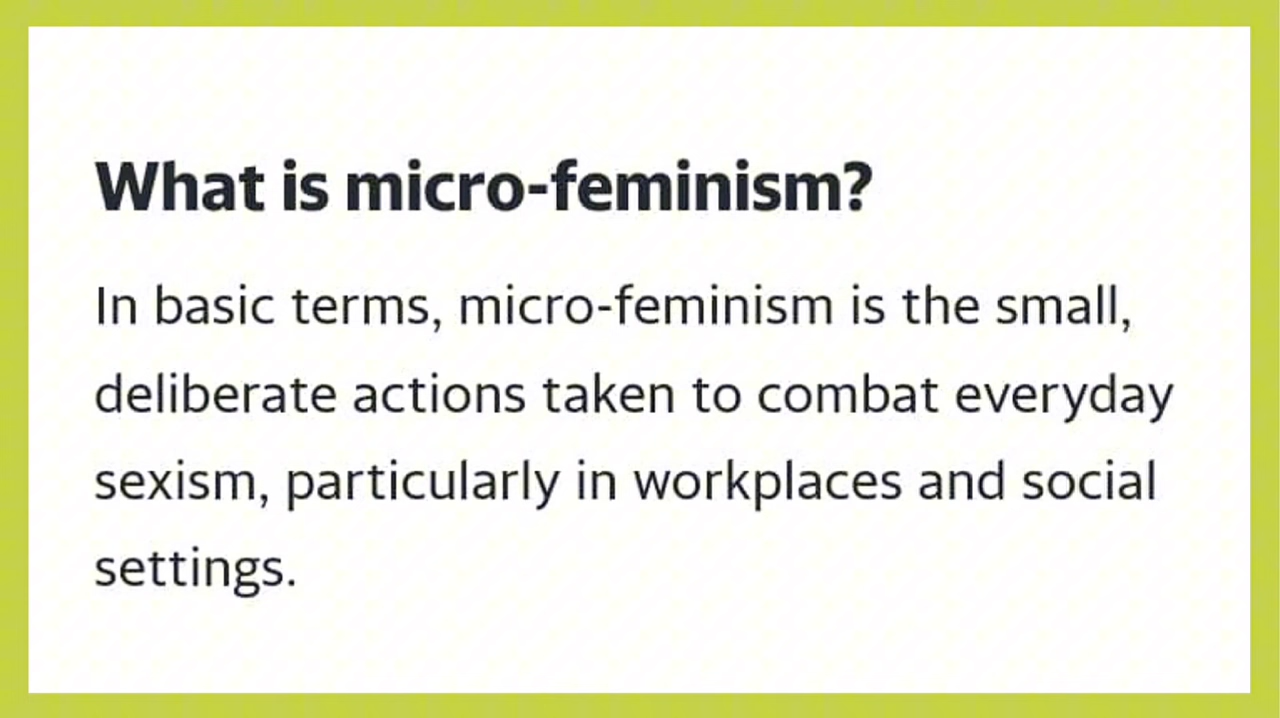 What is micro-feminism?
In basic terms, micro-feminism is the small,
deliberate actions taken to combat everyday
sexism, particularly in workplaces and social
settings.